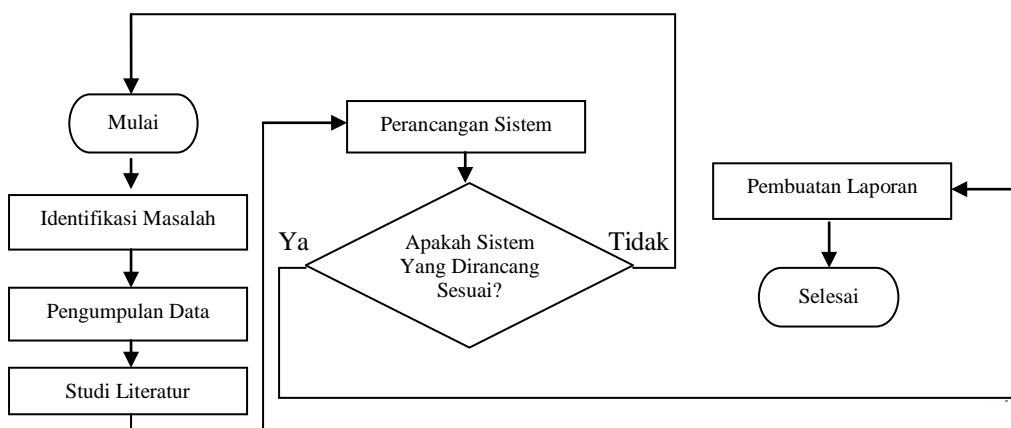 Mulai
Identifikasi Masalah
Pengumpulan Data
Studi Literatur
Perancangan Sistem
Apakah Sistem
Yang Dirancang
Sesuai?
Ya
Tidak
Pembuatan Laporan
Selesai